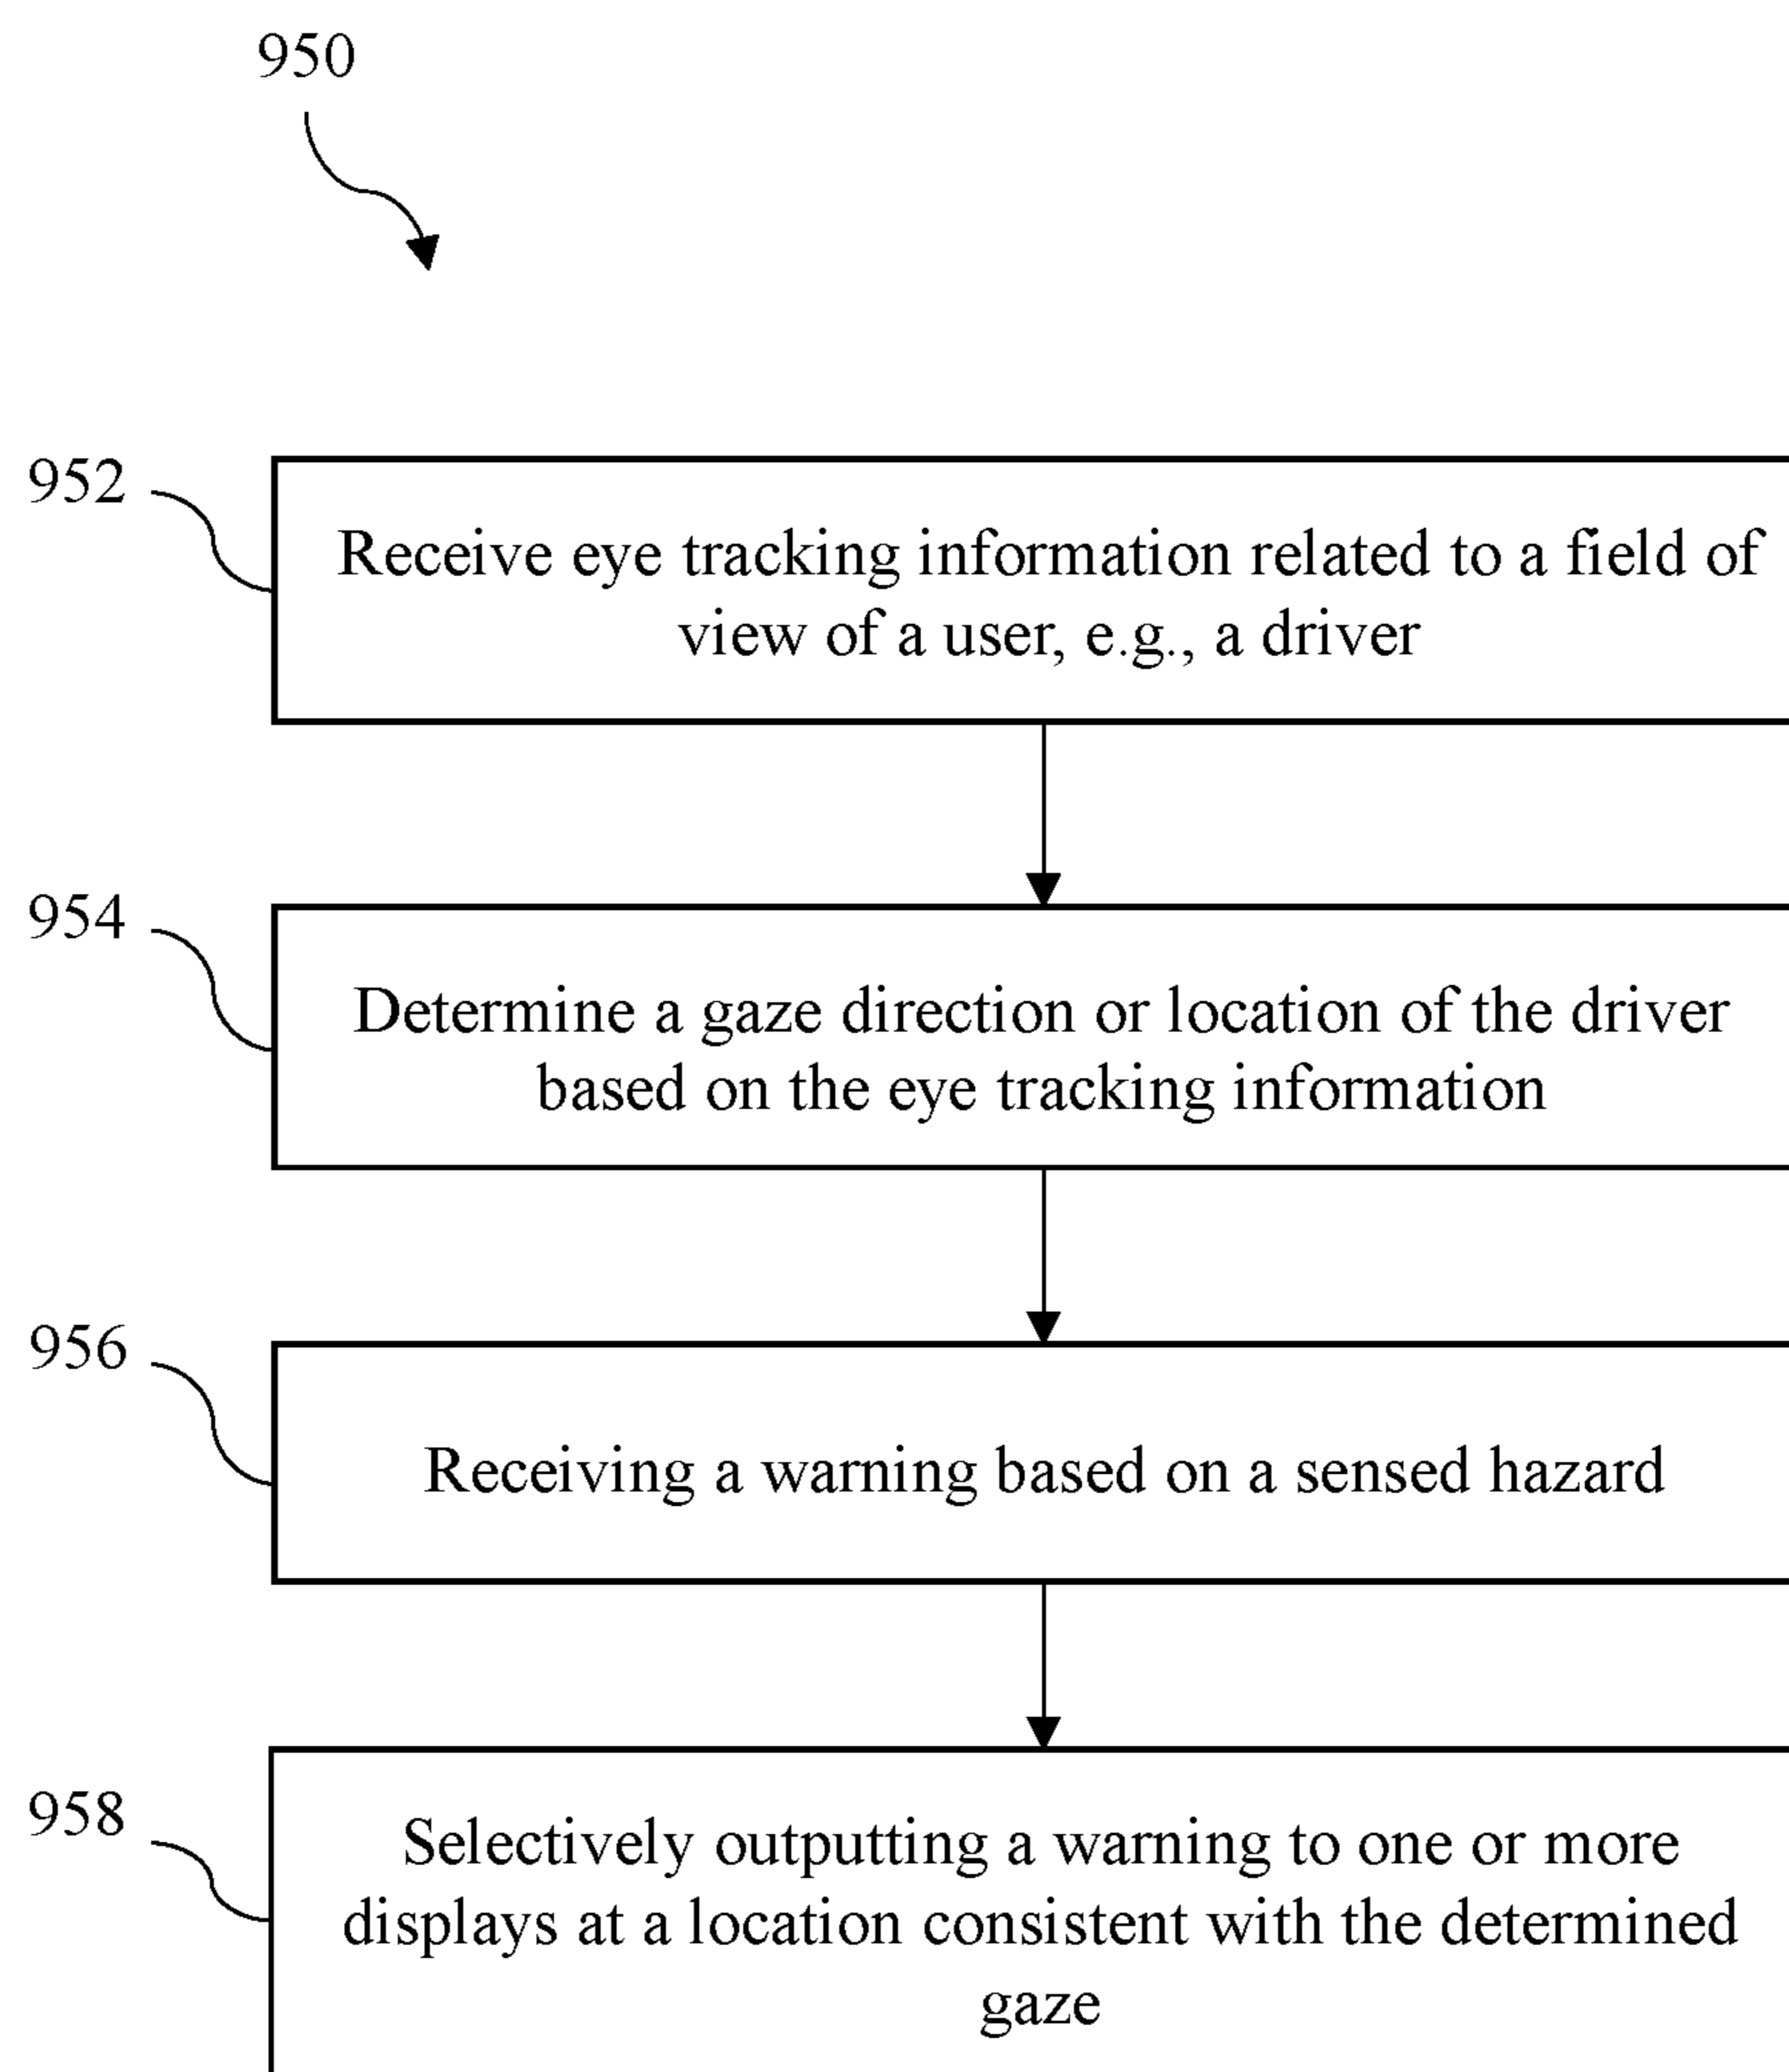 950
952
Receive eye tracking information related to a field of
view of a user, e.g., a driver
954
Determine a gaze direction or location of the driver
based on the eye tracking information
956
Receiving a warning based on a sensed hazard
958
Selectively outputting a warning to one or more
displays at a location consistent with the determined
gaze